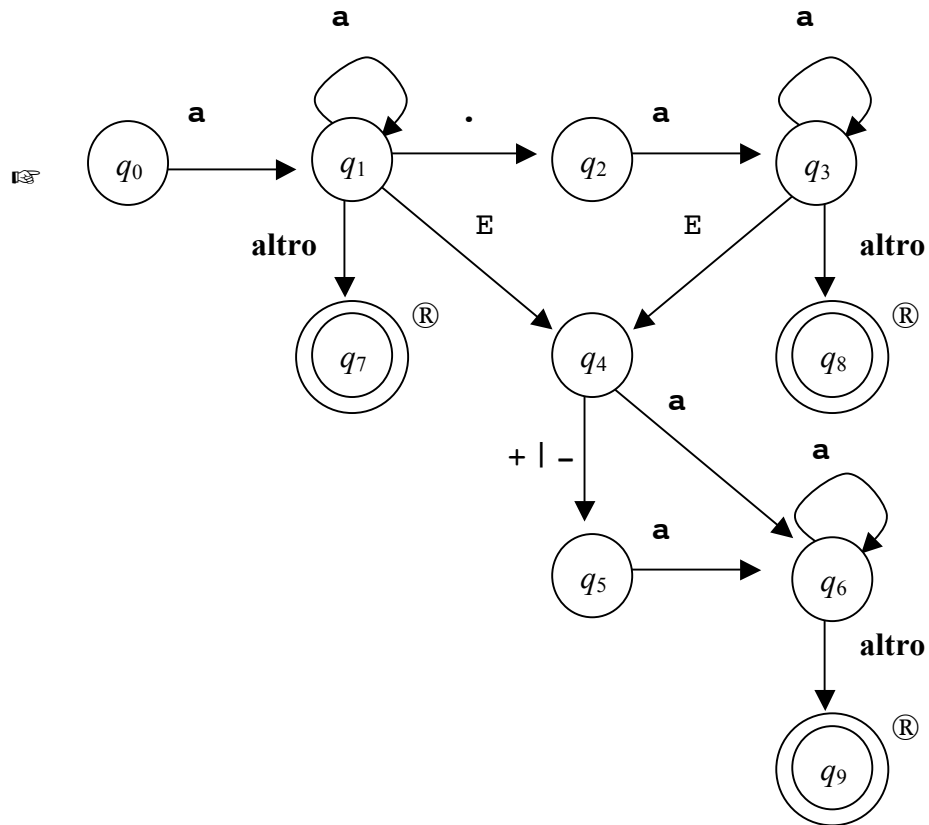 a a
a . a
q0 q1 q2 q3
E E
altro altro
® ®
q7 q4 q8
a
+ | - a
a
q5 q6
altro
®
q9